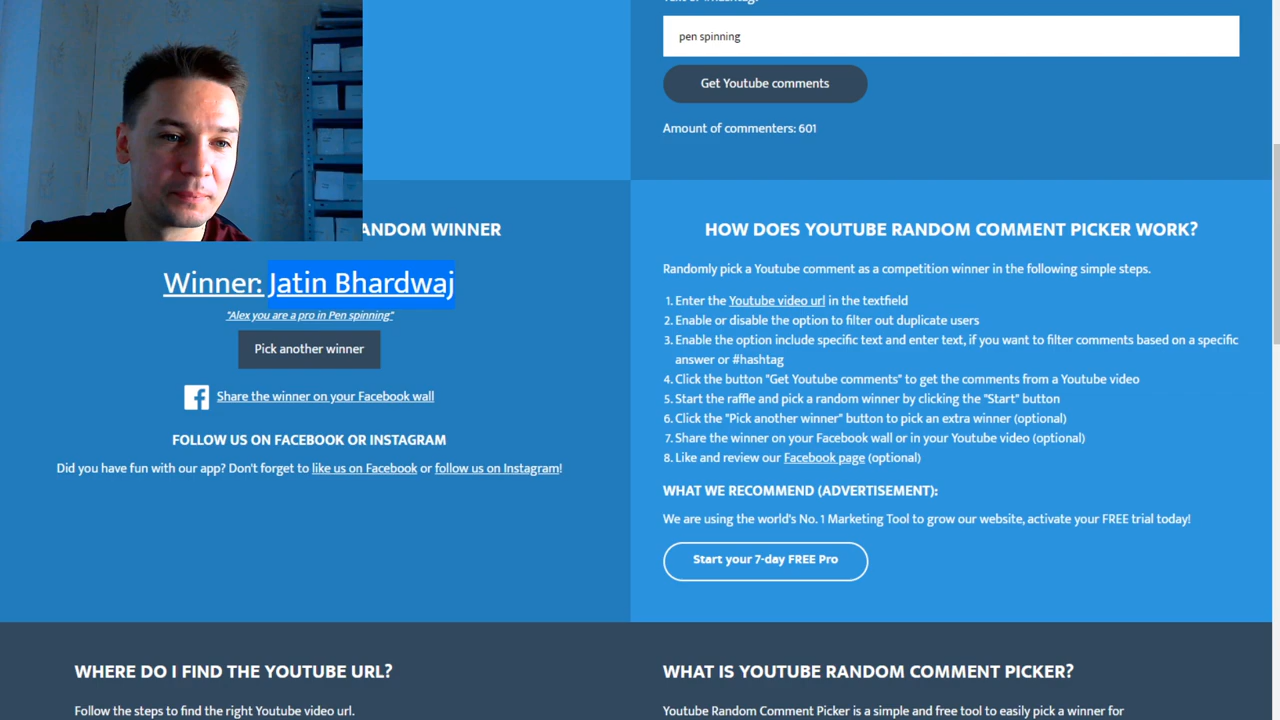 pen spinning
Get Youtube comments
Amount of commenters: 601
ANDOM WINNER
Winner: Jatin Bhardwaj
"Alex you are a pro in Pen spinning"
Pick another winner
Share the winner on your Facebook wall
FOLLOW US ON FACEBOOK OR INSTAGRAM
Did you have fun with our app? Don't forget to like us on Facebook or follow us on Instagram!
HOW DOES YOUTUBE RANDOM COMMENT PICKER WORK?
Randomly pick a Youtube comment as a competition winner in the following simple steps.
1. Enter the Youtube video url in the textfield
2. Enable or disable the option to filter out duplicate users
3. Enable the option include specific text and enter text, if you want to filter comments based on a specific
answer or #hashtag
4. Click the button "Get Youtube comments" to get the comments from a Youtube video
5. Start the raffle and pick a random winner by clicking the "Start" button
6. Click the "Pick another winner" button to pick an extra winner (optional)
7. Share the winner on your Facebook wall or in your Youtube video (optional)
8. Like and review our Facebook page (optional)
WHAT WE RECOMMEND (ADVERTISEMENT):
We are using the world's No. 1 Marketing Tool to grow our website, activate your FREE trial today!
Start your 7-day FREE Pro
WHERE DO I FIND THE YOUTUBE URL?
Follow the steps to find the right Youtube video url.
WHAT IS YOUTUBE RANDOM COMMENT PICKER?
Youtube Random Comment Picker is a simple and free tool to easily pick a winner for